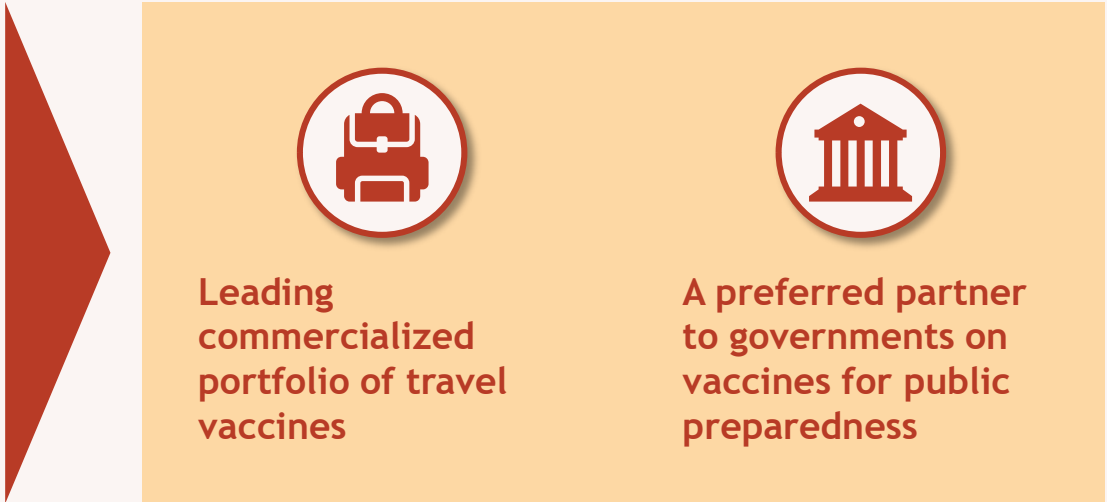 Leading
commercialized
portfolio of travel
vaccines
A preferred partner
to governments on
vaccines for public
preparedness